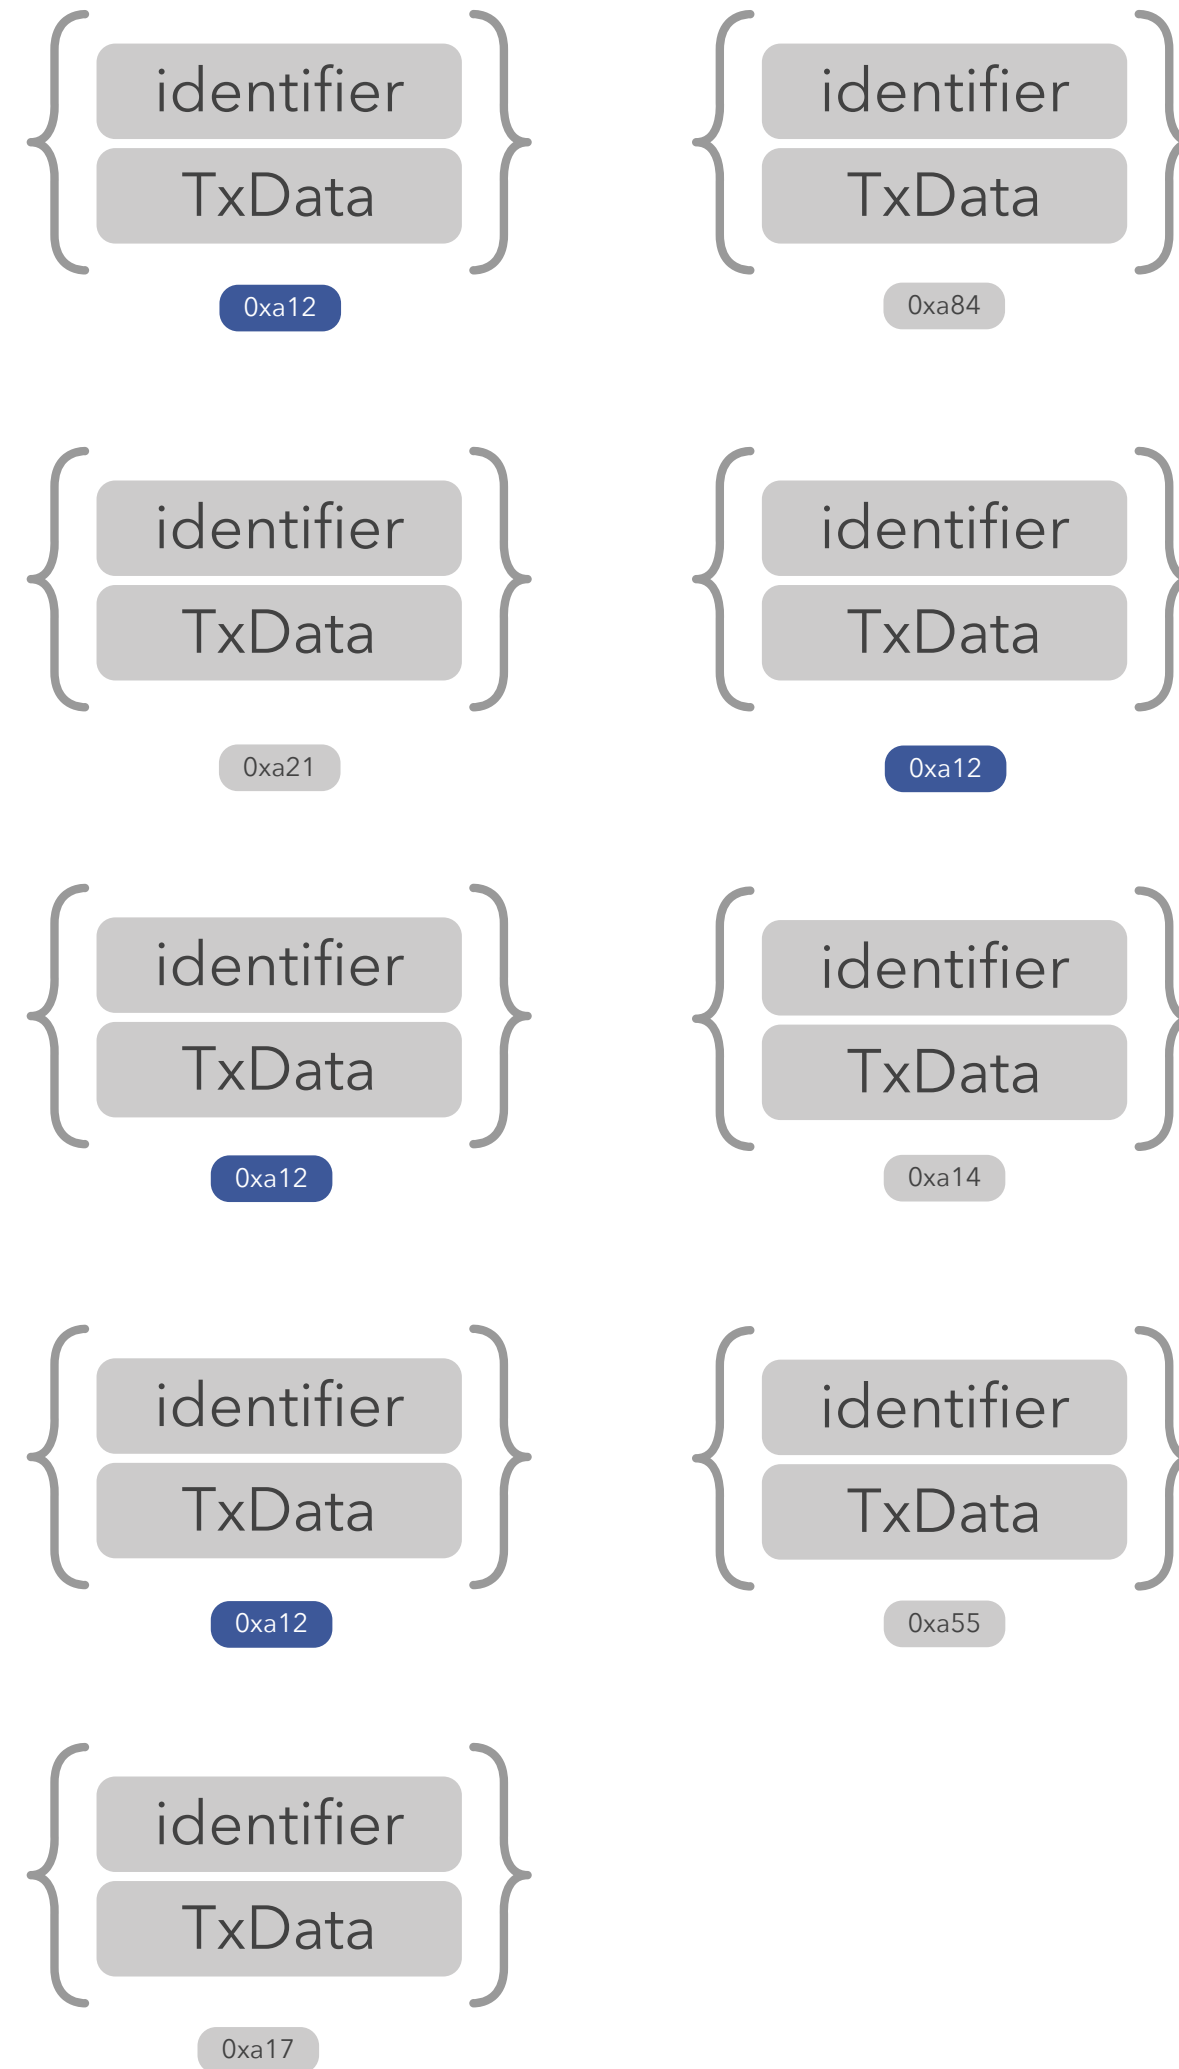 identifier
TxData
0xa12
identifier
TxData
0xa84
identifier
TxData
0xa21
identifier
TxData
0xa12
identifier
TxData
0xa12
identifier
TxData
0xa14
identifier
TxData
0xa12
identifier
TxData
0xa55
identifier
TxData
0xa17